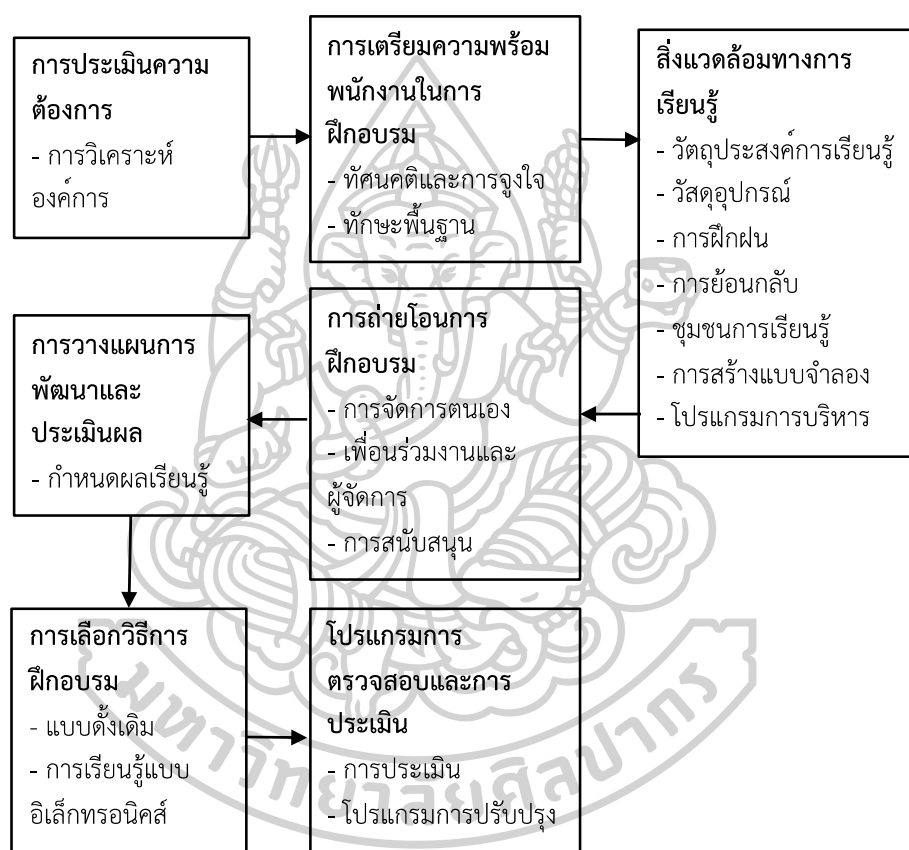 การประเมินความ
ต้องการ
- การวิเคราะห์
องค์การ
การเตรียมความพร้อม
พนักงานในการ
ฝึกอบรม
- ทัศนคติและการจูงใจ
- ทักษะพื้นฐาน
สิ่งแวดล้อมทางการ
เรียนรู้
- วัตถุประสงค์การเรียนรู้
- วัสดุอุปกรณ์
- การฝึกฝน
- การย้อนกลับ
- ชุมชนการเรียนรู้
- การสร้างแบบจำลอง
- โปรแกรมการบริหาร
การถ่ายโอนการ
ฝึกอบรม
- การจัดการตนเอง
- เพื่อนร่วมงานและ
ผู้จัดการ
- การสนับสนุน
การวางแผนการ
พัฒนาและ
ประเมินผล
- กำหนดผลเรียนรู้
การเลือกวิธีการ
ฝึกอบรม
- แบบดั้งเดิม
- การเรียนรู้แบบ
อิเล็กทรอนิคส์
โปรแกรมการ
ตรวจสอบและการ
ประเมิน
- การประเมิน
- โปรแกรมการปรับปรุง
มหาวิทยาลัยศิลปากร